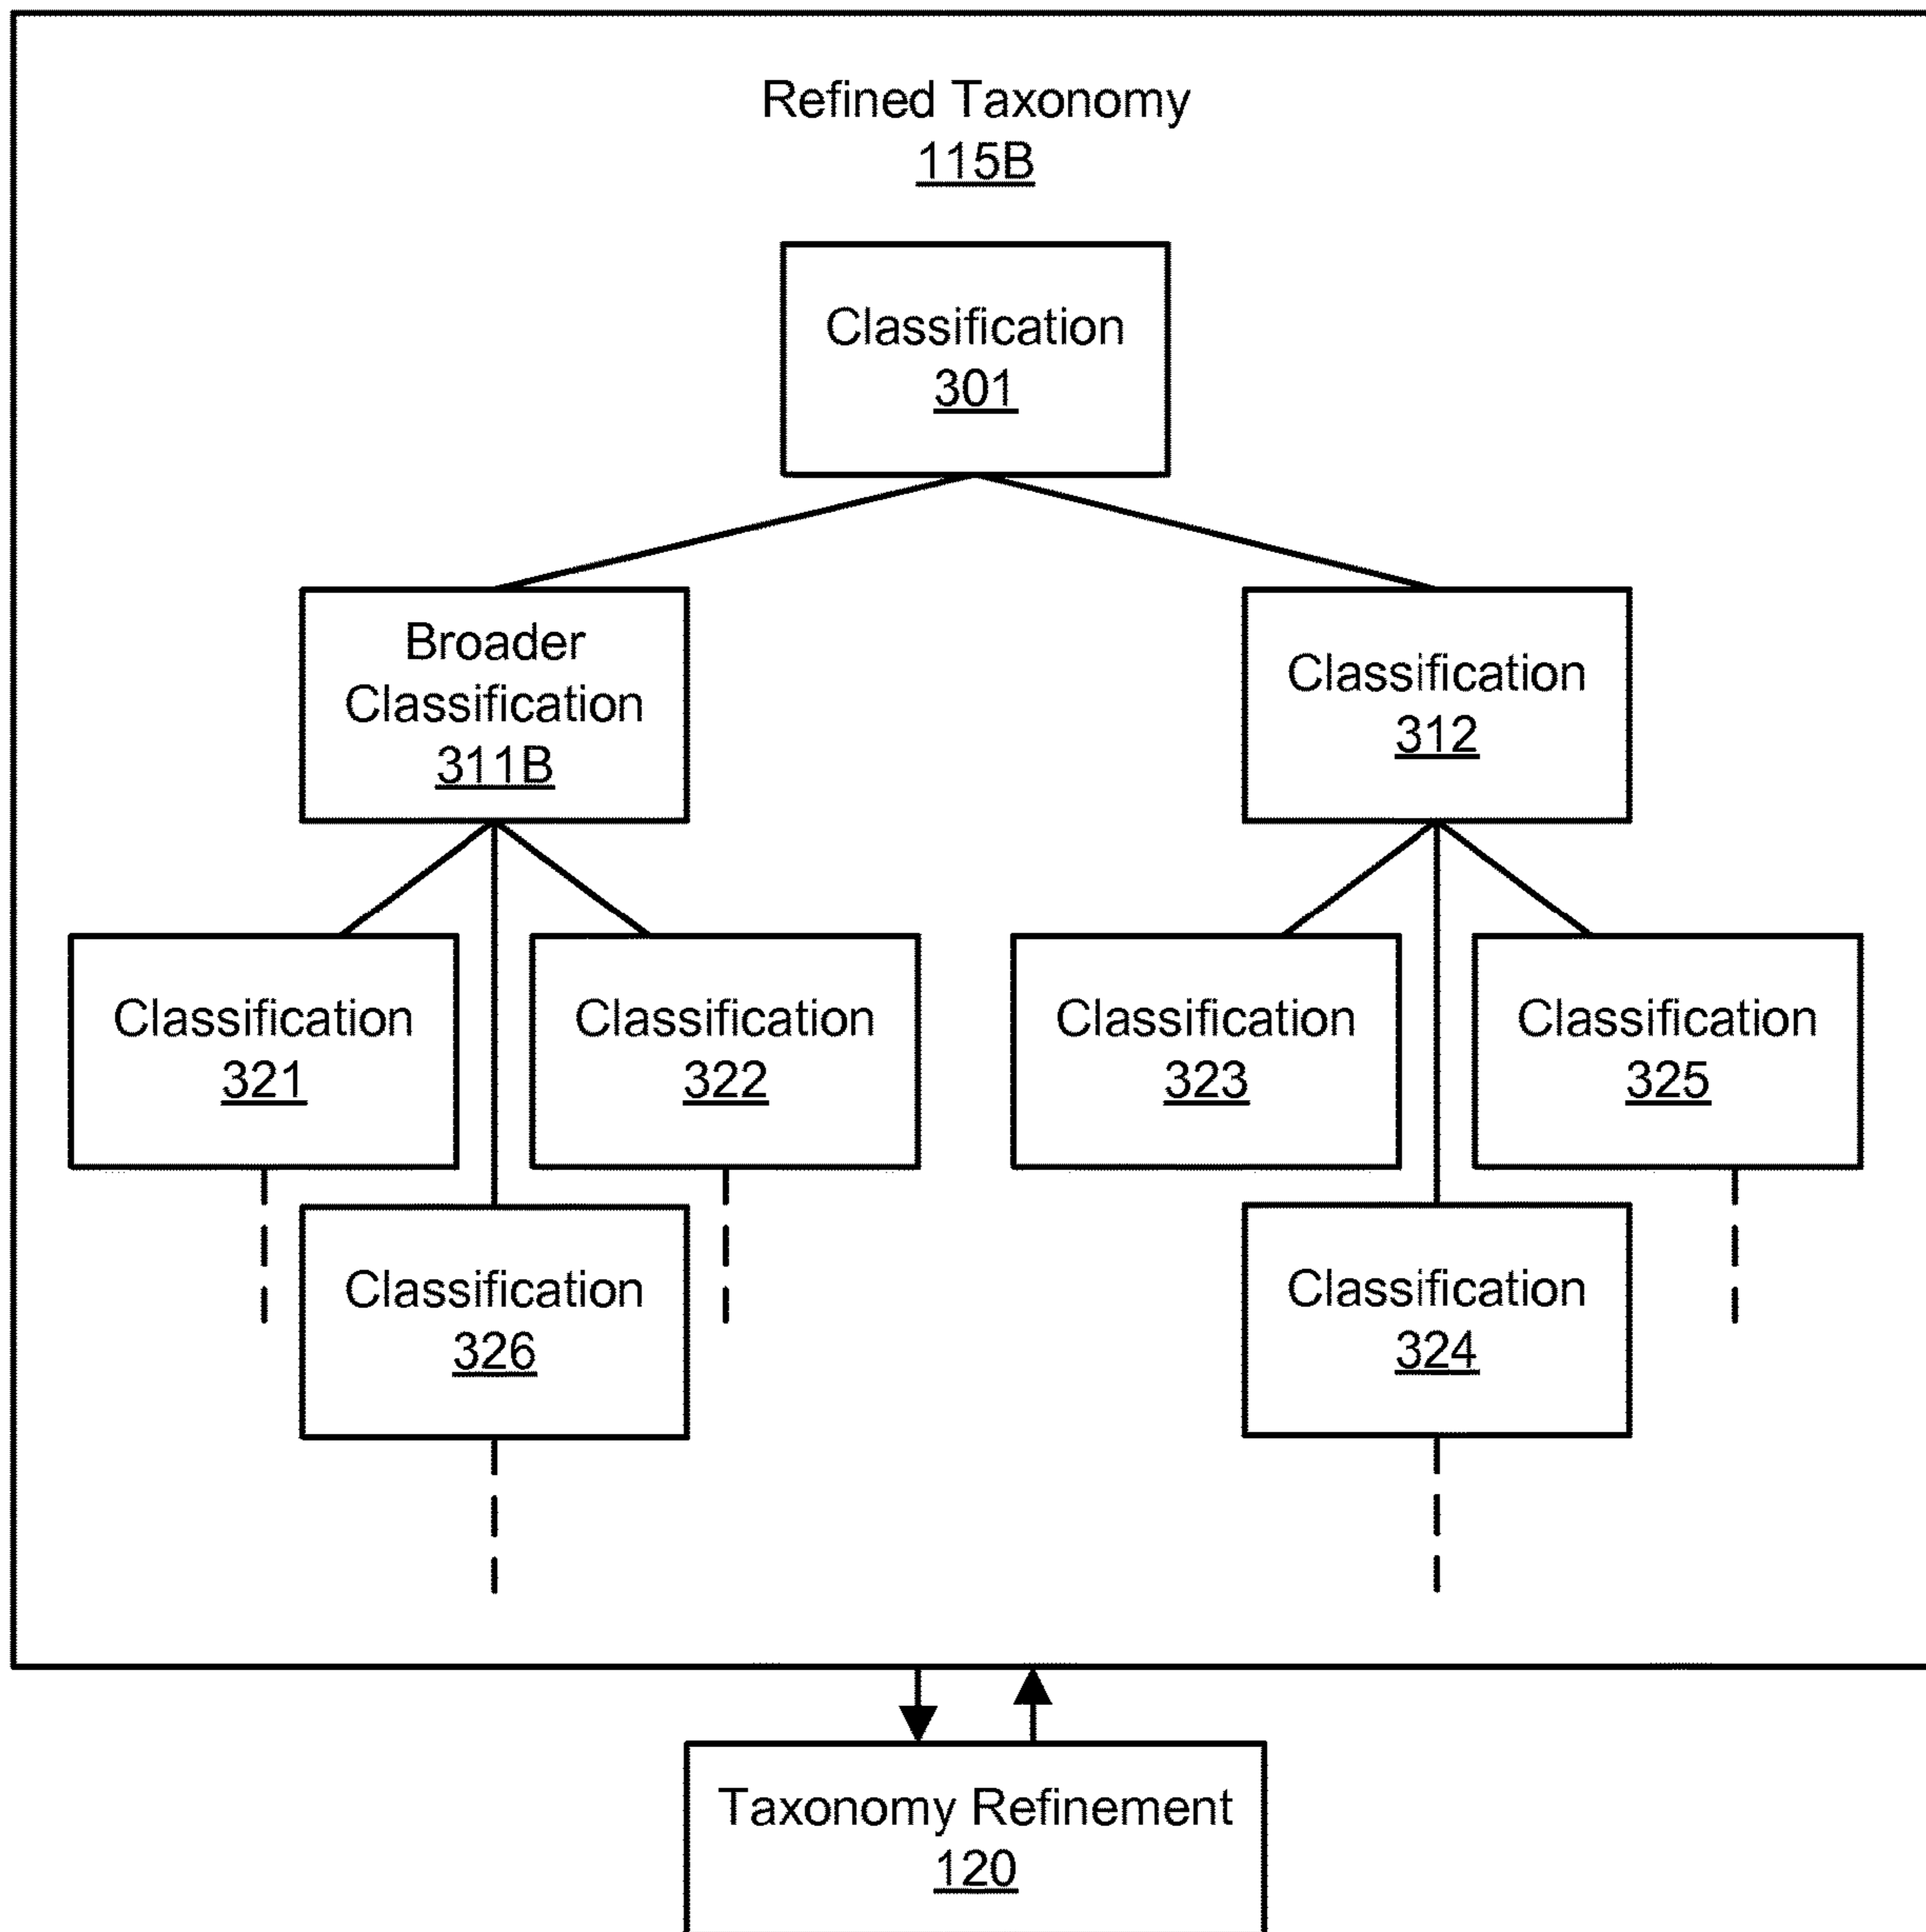 Refined Taxonomy
115B
Classification
301
Broader
Classification
311B
Classification
312
Classification
321
Classification
322
Classification
323
Classification
325
Classification
326
Classification
324
Taxonomy Refinement
120